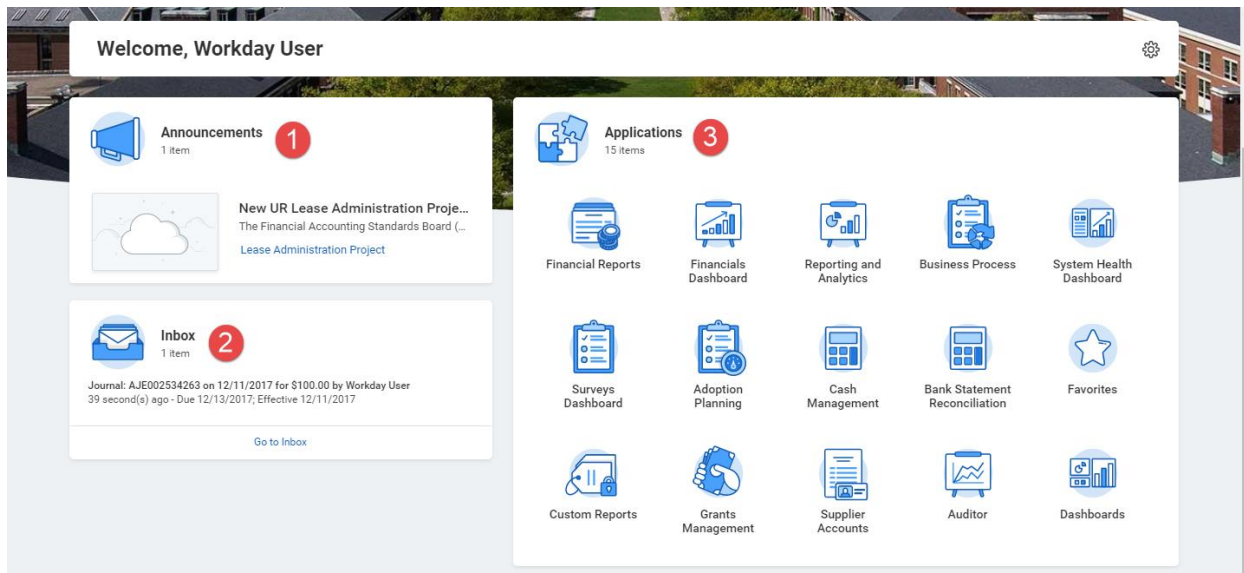 Welcome, Workday User
Announcements
1 item
1
New UR Lease Administration Proje...
The Financial Accounting Standards Board (...
Lease Administration Project
Inbox
1 item
2
Journal: AJE002534263 on 12/11/2017 for $100.00 by Workday User
39 second(s) ago - Due 12/13/2017; Effective 12/11/2017
Go to Inbox
Applications
15 items
3
Financial Reports
Financials
Dashboard
Reporting and
Analytics
Business Process
System Health
Dashboard
Surveys
Dashboard
Adoption
Planning
Cash
Management
Bank Statement
Reconciliation
Favorites
Custom Reports
Grants
Management
Supplier
Accounts
Auditor
Dashboards